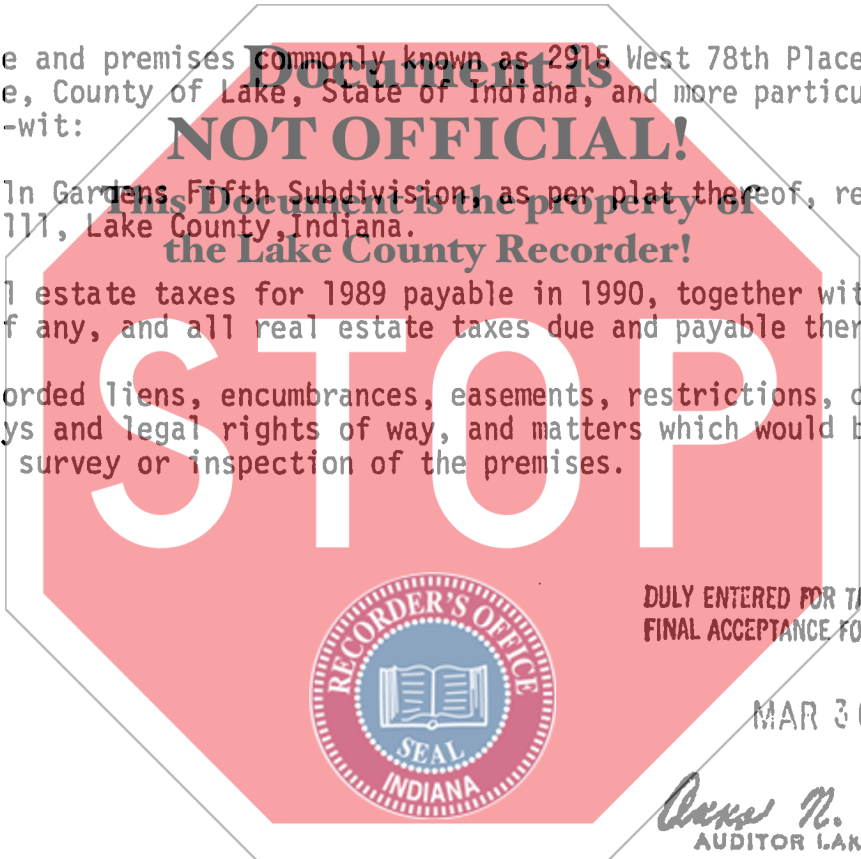 e and premises commonly known as 2915 West 78th Place
e, County of Lake, State of Indiana, and more particu
-wit:
ln Gardens Fifth Subdivision, as per plat thereof, re
111, Lake County, Indiana.
l estate taxes for 1989 payable in 1990, together wit
f any, and all real estate taxes due and payable ther
orded liens, encumbrances, easements, restrictions, c
ys and legal rights of way, and matters which would b
survey or inspection of the premises.
Document is
NOT OFFICIAL!
This Document is the property of
the Lake County Recorder!
STOP
RECORDER'S OFFICE
SEAL
INDIANA
DULY ENTERED FOR TA
FINAL ACCEPTANCE FO
MAR 30
Anna N.
AUDITOR LAK